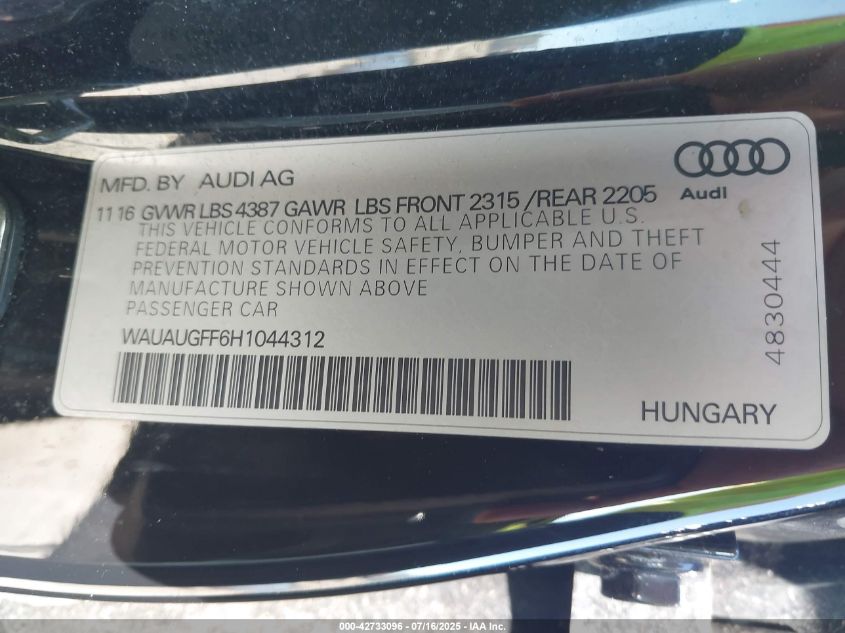 MFD. BY AUDI AG
Audi
11 16 GVWR LBS 4387 GAWR LBS FRONT 2315 /REAR 2205
THIS VEHICLE CONFORMS TO ALL APPLICABLE U.S.
FEDERAL MOTOR VEHICLE SAFETY, BUMPER AND THEFT
PREVENTION STANDARDS IN EFFECT ON THE DATE OF
MANUFACTURE SHOWN ABOVE
PASSENGER CAR
WAUAUGFF6H1044312
4830444
HUNGARY
000-42733096 - 07/16/2025 - IAA Inc.